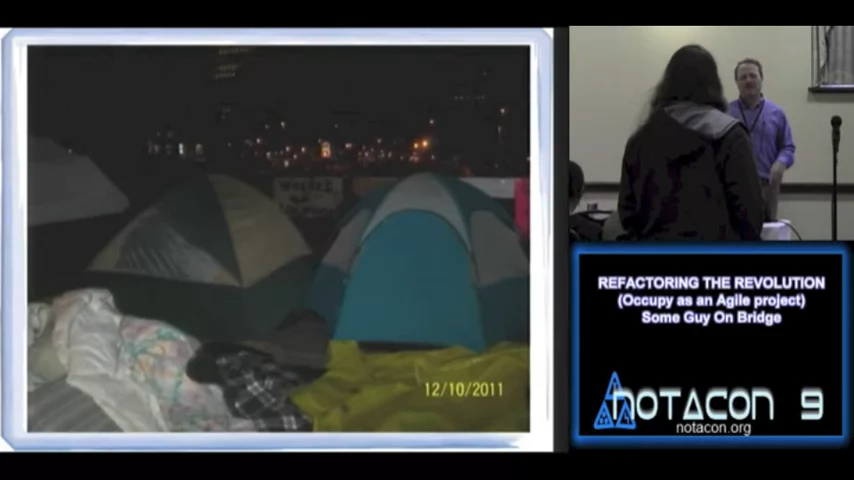 12/10/2011
REFACTORING THE REVOLUTION
(Occupy as an Agile project)
Some Guy On Bridge
NOTACON 9
notacon.org